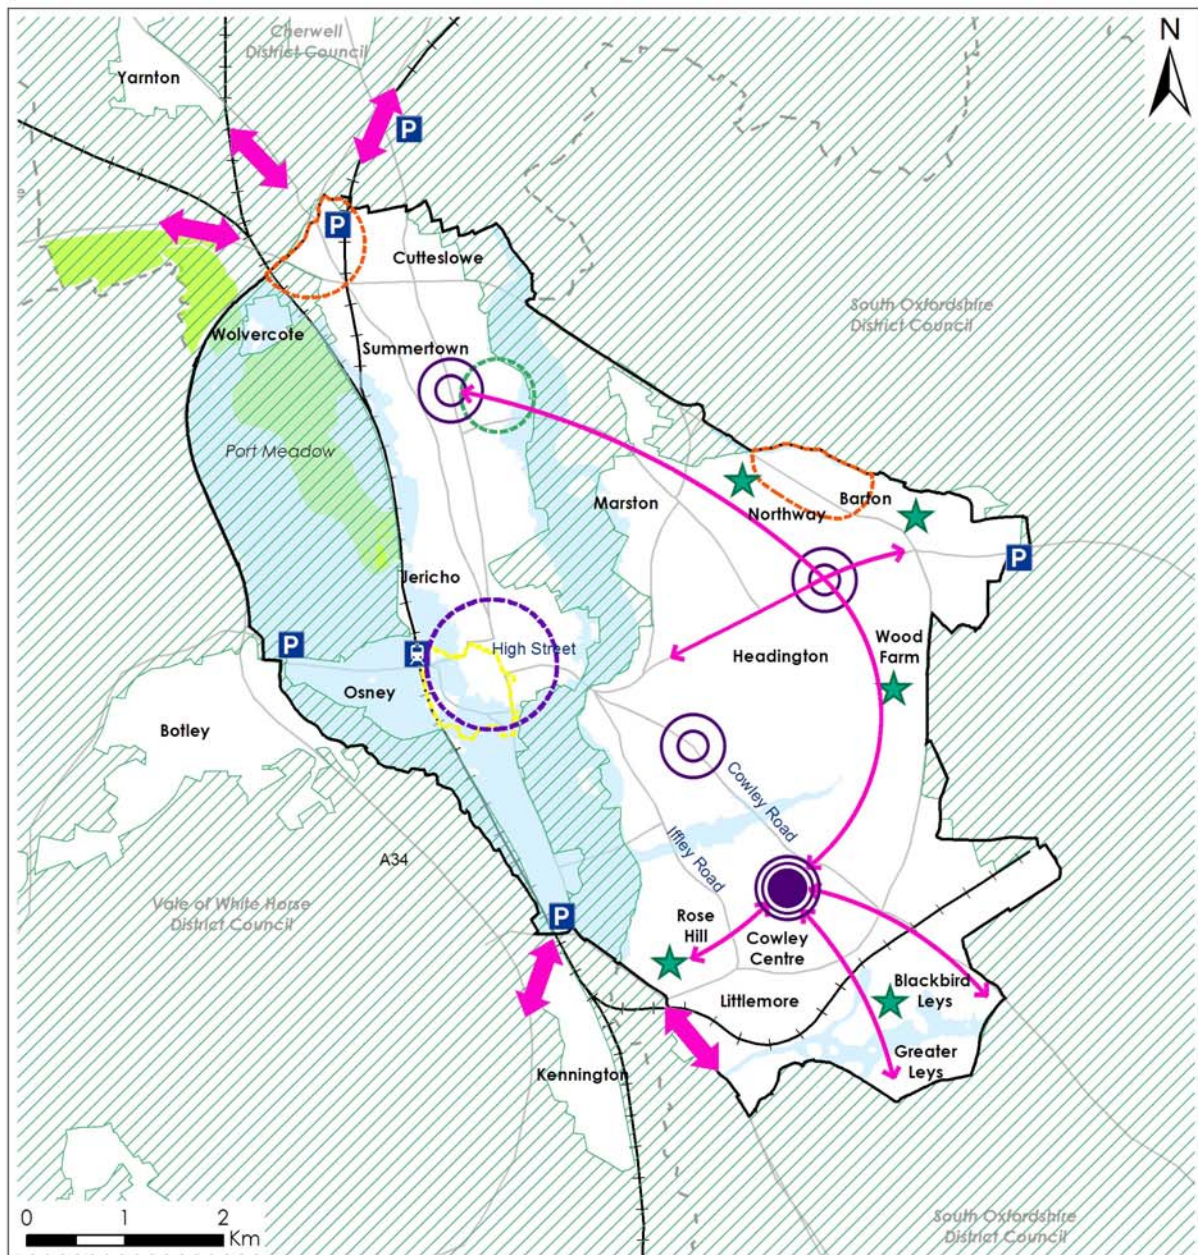 Cherwell
District Council
N
Yarnton
P
P
Cutteslowe
South Oxfordshire
District Council
Wolvercote
Summertown
Port Meadow
Marston
Barton
Northway
P
Jericho
Wood
Farm
P
High Street
Headington
Osney
Botley
Cowley Road
Iffley Road
A34
Vale of White Horse
District Council
P
Rose
Hill
Cowley
Centre
Blackbird
Leys
Littlemore
Greater
Leys
Kennington
0 1 2
Km
South Oxfordshire
District Council